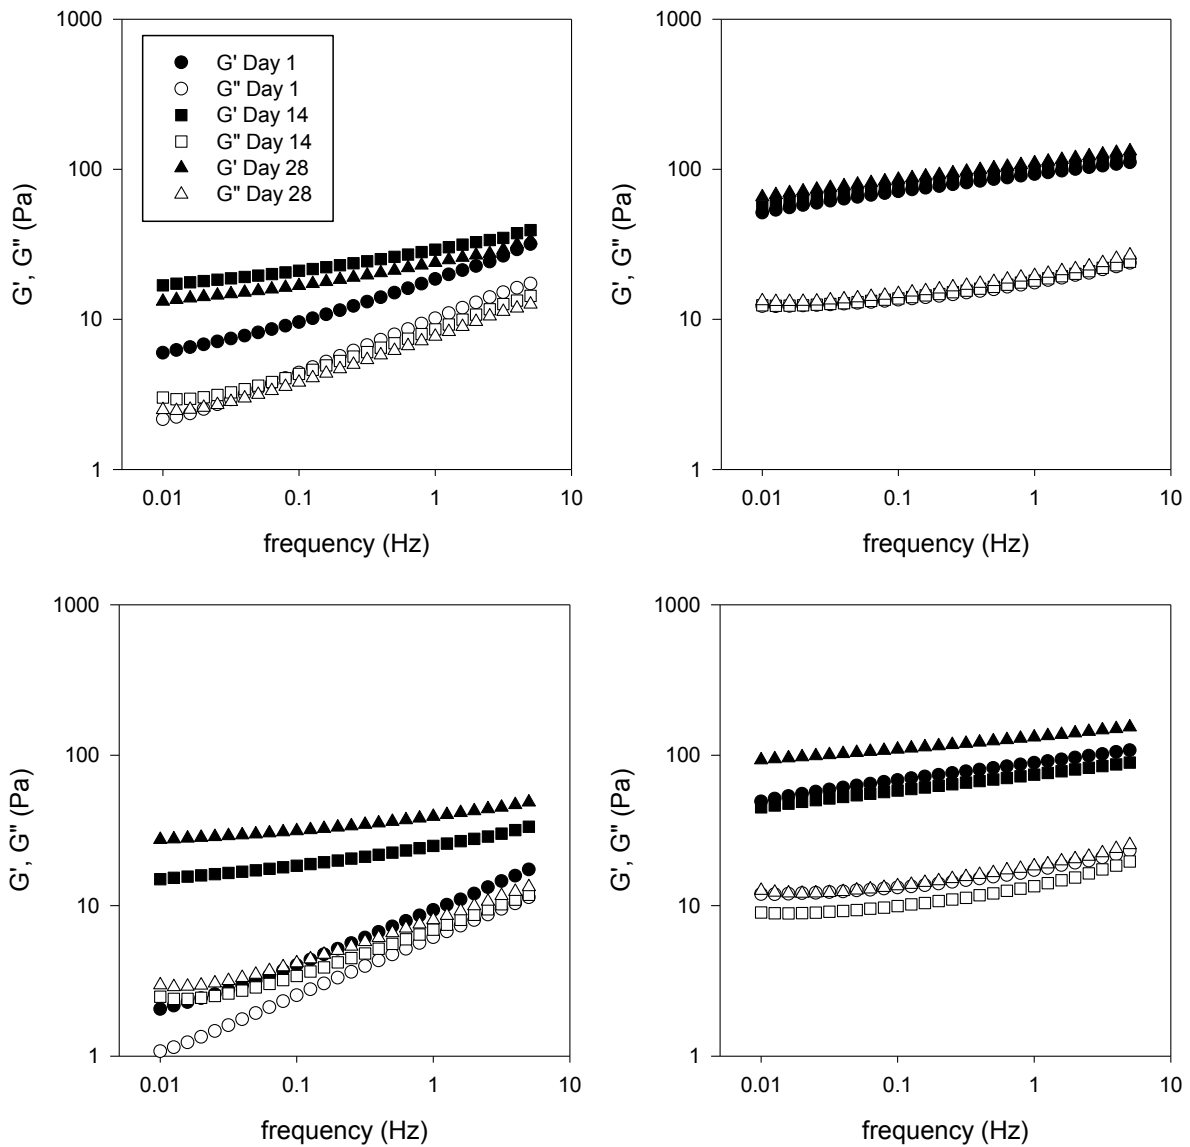 1000
100
10
1
G', G" (Pa)
0.01 0.1 1 10
frequency (Hz)
G' Day 1
G" Day 1
G' Day 14
G" Day 14
G' Day 28
G" Day 28
1000
100
10
1
G', G" (Pa)
0.01 0.1 1 10
frequency (Hz)
1000
100
10
1
G', G" (Pa)
0.01 0.1 1 10
frequency (Hz)
1000
100
10
1
G', G" (Pa)
0.01 0.1 1 10
frequency (Hz)